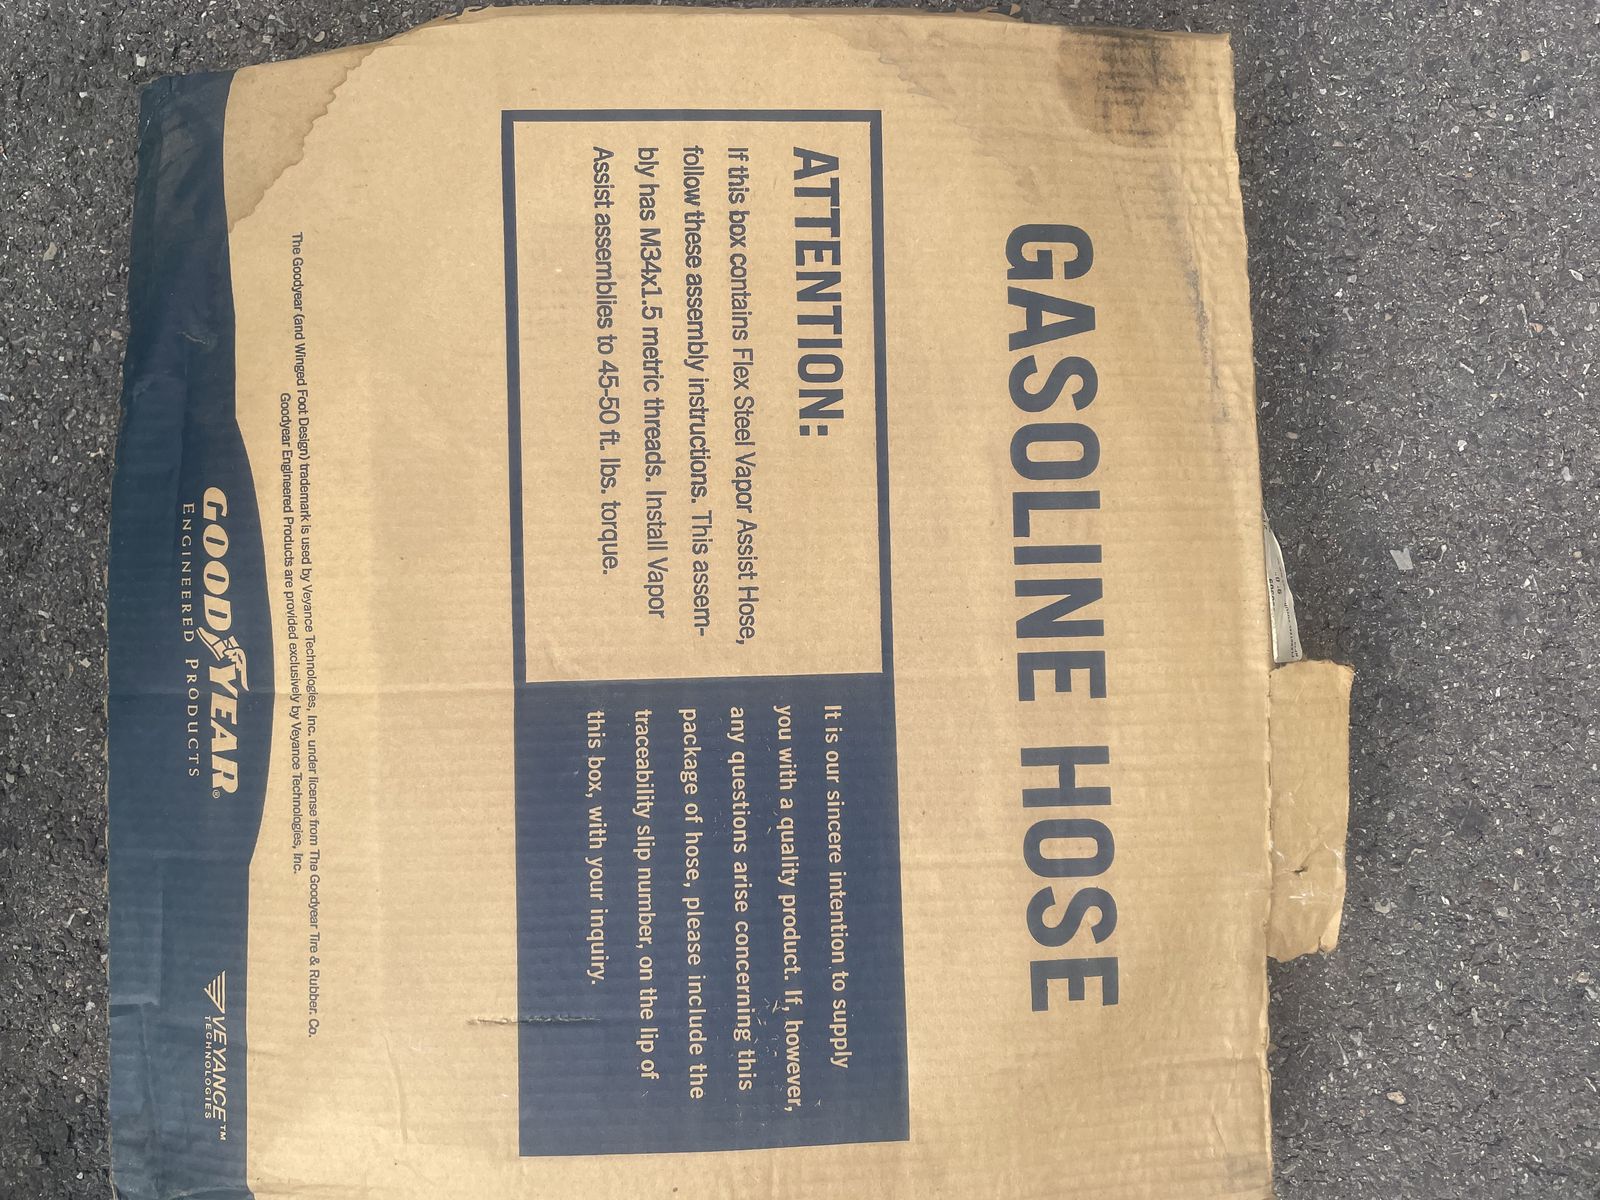 GASOLINE HOSE
ATTENTION:
If this box contains Flex Steel Vapor Assist Hose,
follow these assembly instructions. This assem-
bly has M34x1.5 metric threads. Install Vapor
Assist assemblies to 45-50 ft. lbs. torque.
It is our sincere intention to supply
you with a quality product. If, however,
any questions arise concerning this
package of hose, please include the
traceability slip number, on the lip of
this box, with your inquiry.
The Goodyear (and Winged Foot Design) trademark is used by Veyance Technologies, Inc. under license from The Goodyear Tire & Rubber. Co.
Goodyear Engineered Products are provided exclusively by Veyance Technologies, Inc.
GOODYEAR®
ENGINEERED PRODUCTS
VEYANCE™
TECHNOLOGIES